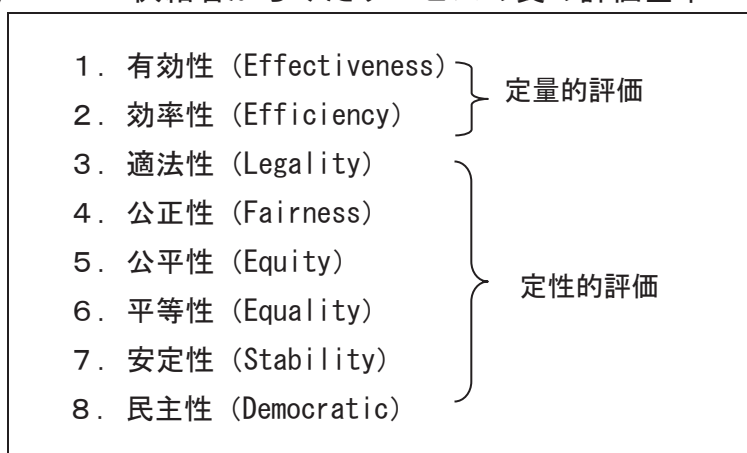 1．有効性（Effectiveness）
2．効率性（Efficiency）
定量的評価
3．適法性（Legality）
4．公正性（Fairness）
5．公平性（Equity）
6．平等性（Equality）
7．安定性（Stability）
8．民主性（Democratic）
定性的評価